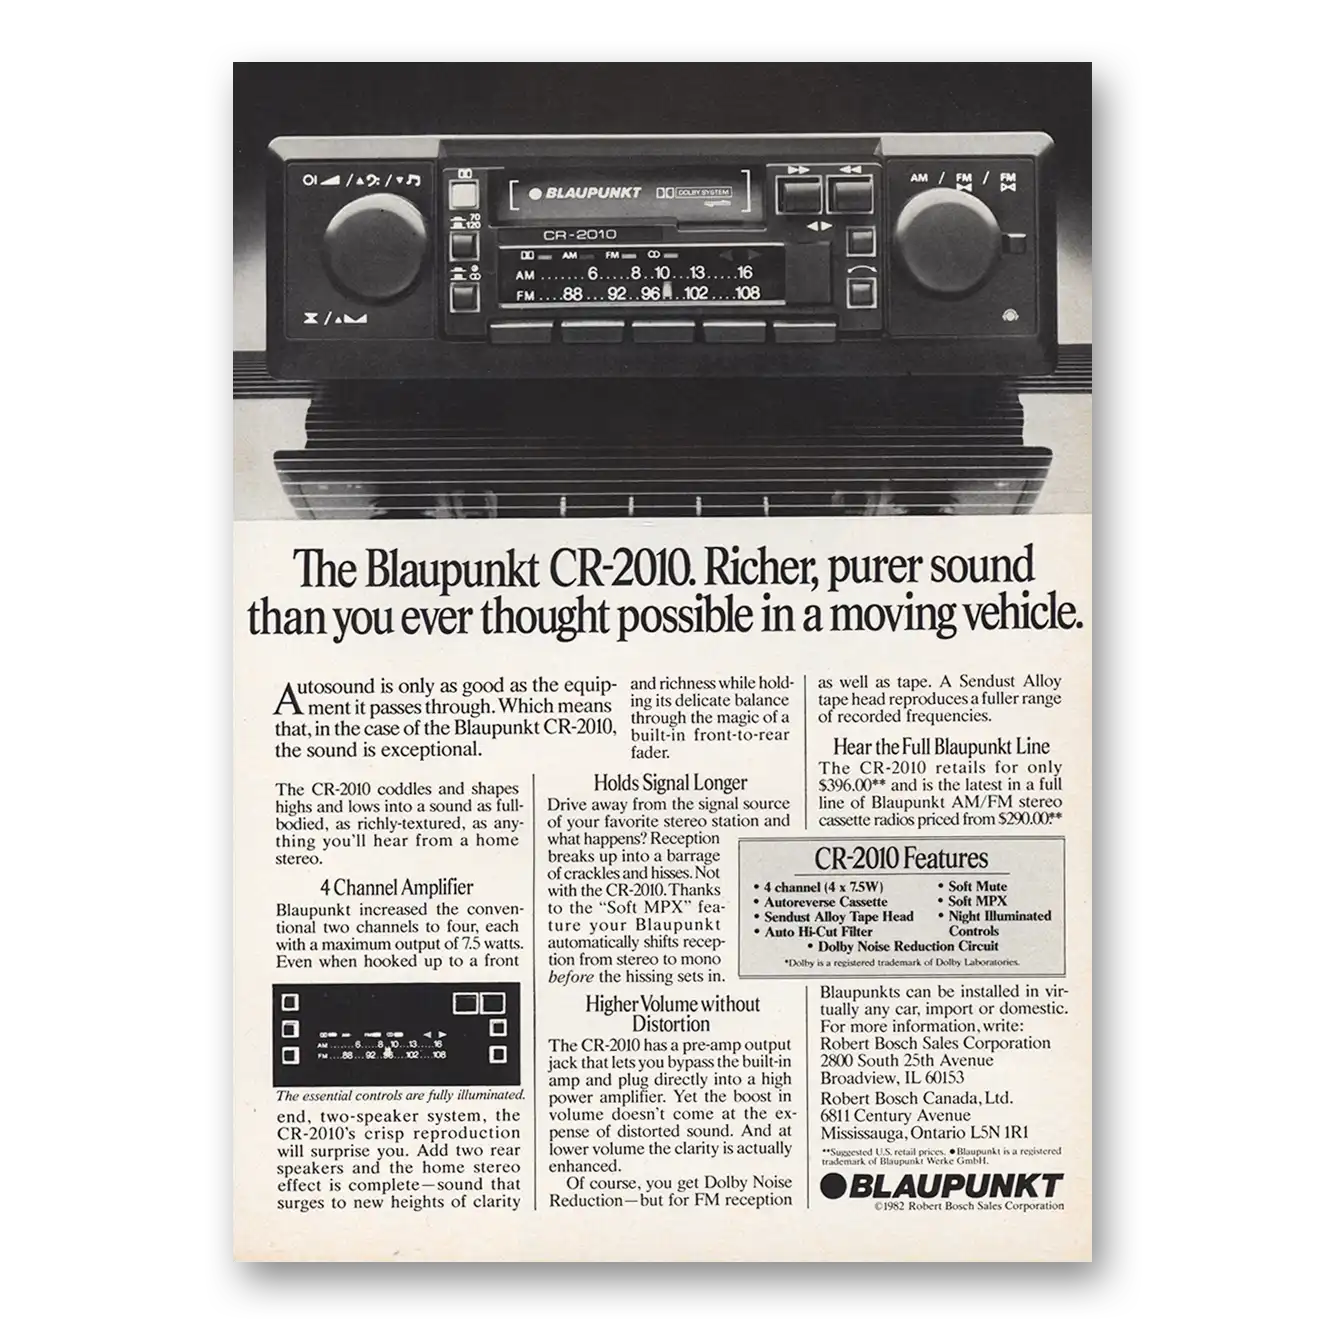 AM / FM / FM
BLAUPUNKT DOLBY SYSTEM
70
120
CR-2010
AM FM
AM ....... 6 ..... 8 .. 10 ... 13 ..... 16
FM .... 88 ... 92 .. 96 .. 102 .... 108
The Blaupunkt CR-2010. Richer, purer sound
than you ever thought possible in a moving vehicle.
Autosound is only as good as the equip-
ment it passes through. Which means
that, in the case of the Blaupunkt CR-2010,
the sound is exceptional.
The CR-2010 coddles and shapes
highs and lows into a sound as full-
bodied, as richly-textured, as any-
thing you'll hear from a home
stereo.
4 Channel Amplifier
Blaupunkt increased the conven-
tional two channels to four, each
with a maximum output of 7.5 watts.
Even when hooked up to a front
AM ....... 6 ..... 8 .. 10 ... 13 ..... 16
FM .... 88 ... 92 .. 96 .. 102 .... 108
The essential controls are fully illuminated.
end, two-speaker system, the
CR-2010's crisp reproduction
will surprise you. Add two rear
speakers and the home stereo
effect is complete—sound that
surges to new heights of clarity
and richness while hold-
ing its delicate balance
through the magic of a
built-in front-to-rear
fader.
Holds Signal Longer
Drive away from the signal source
of your favorite stereo station and
what happens? Reception
breaks up into a barrage
of crackles and hisses. Not
with the CR-2010. Thanks
to the "Soft MPX" fea-
ture your Blaupunkt
automatically shifts recep-
tion from stereo to mono
before the hissing sets in.
Higher Volume without
Distortion
The CR-2010 has a pre-amp output
jack that lets you bypass the built-in
amp and plug directly into a high
power amplifier. Yet the boost in
volume doesn't come at the ex-
pense of distorted sound. And at
lower volume the clarity is actually
enhanced.
Of course, you get Dolby Noise
Reduction—but for FM reception
as well as tape. A Sendust Alloy
tape head reproduces a fuller range
of recorded frequencies.
Hear the Full Blaupunkt Line
The CR-2010 retails for only
$396.00** and is the latest in a full
line of Blaupunkt AM/FM stereo
cassette radios priced from $290.00.**
CR-2010 Features
• 4 channel (4 x 7.5W)
• Autoreverse Cassette
• Sendust Alloy Tape Head
• Auto Hi-Cut Filter
• Soft Mute
• Soft MPX
• Night Illuminated
Controls
• Dolby Noise Reduction Circuit
*Dolby is a registered trademark of Dolby Laboratories.
Blaupunkts can be installed in vir-
tually any car, import or domestic.
For more information, write:
Robert Bosch Sales Corporation
2800 South 25th Avenue
Broadview, IL 60153
Robert Bosch Canada, Ltd.
6811 Century Avenue
Mississauga, Ontario L5N 1R1
**Suggested U.S. retail prices. ● Blaupunkt is a registered
trademark of Blaupunkt Werke GmbH.
BLAUPUNKT
©1982 Robert Bosch Sales Corporation